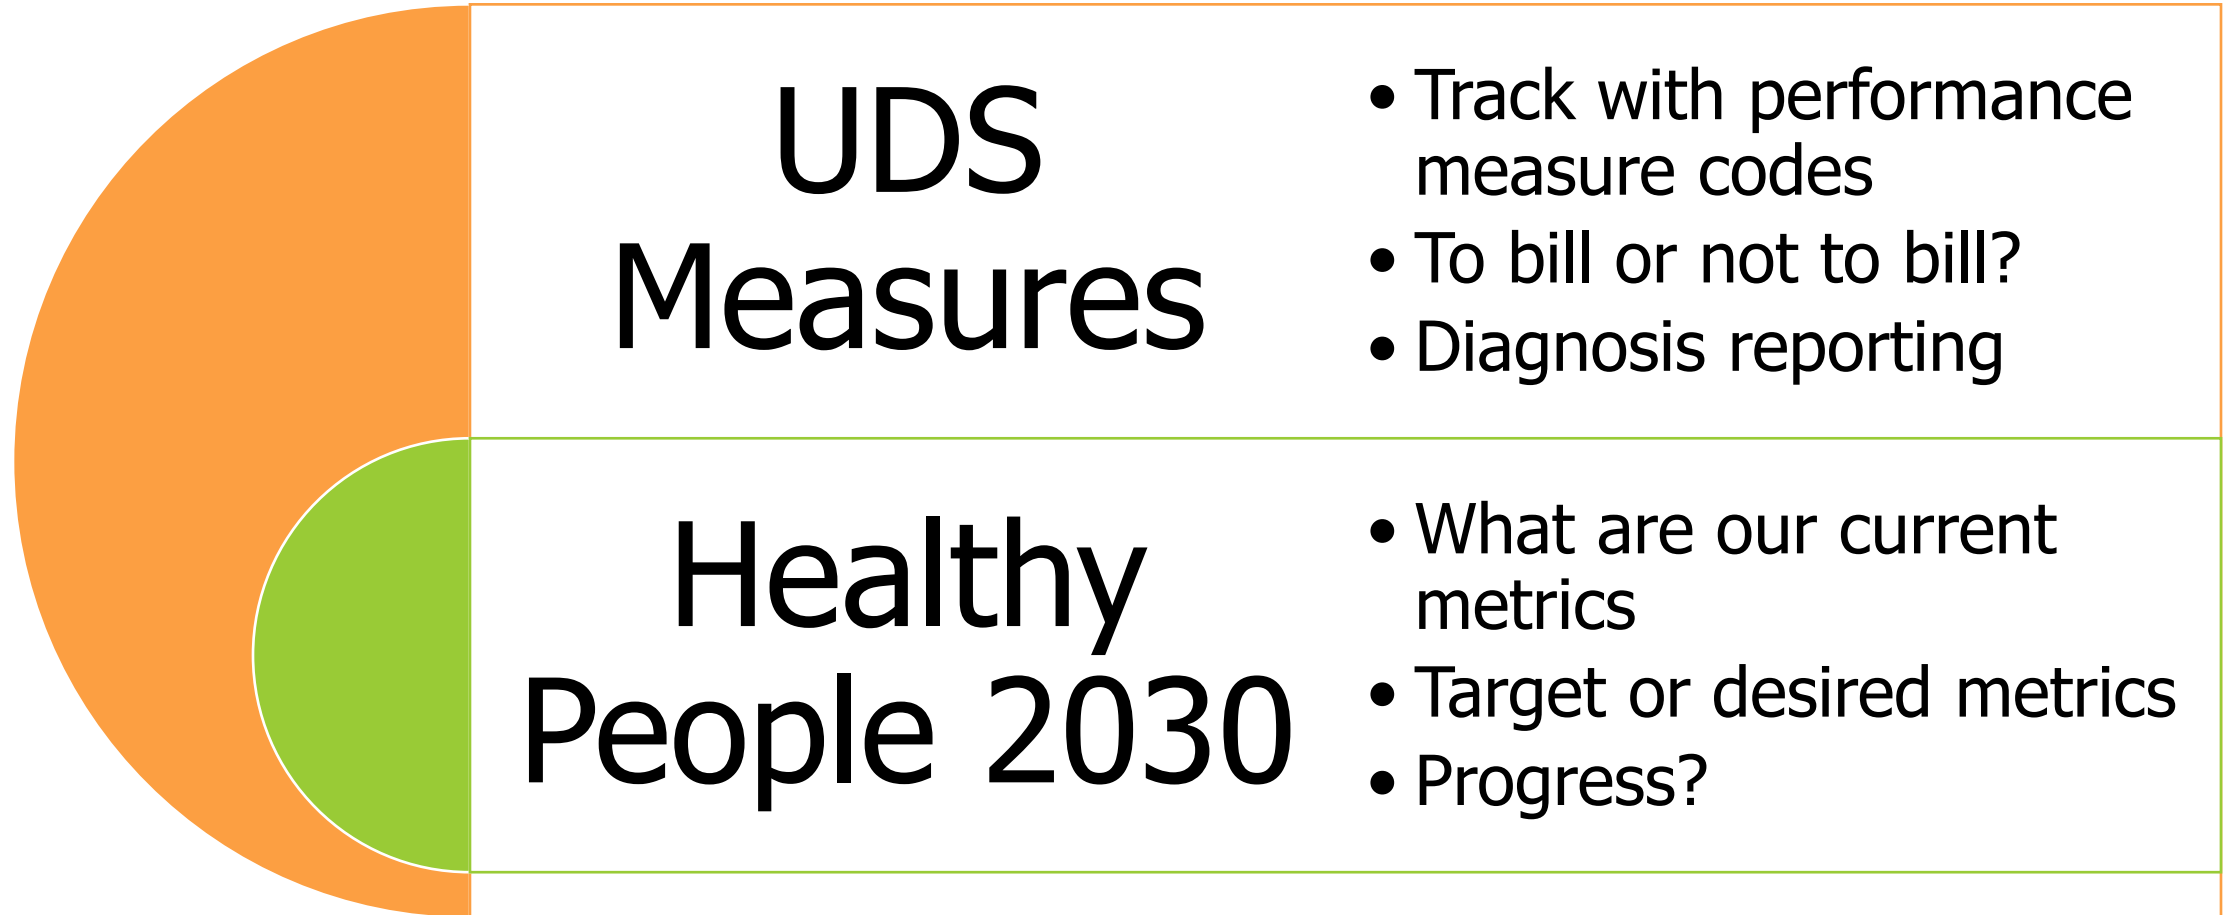 UDS
Measures
• Track with performance
measure codes
• To bill or not to bill?
• Diagnosis reporting
Healthy
People 2030
• What are our current
metrics
• Target or desired metrics
• Progress?